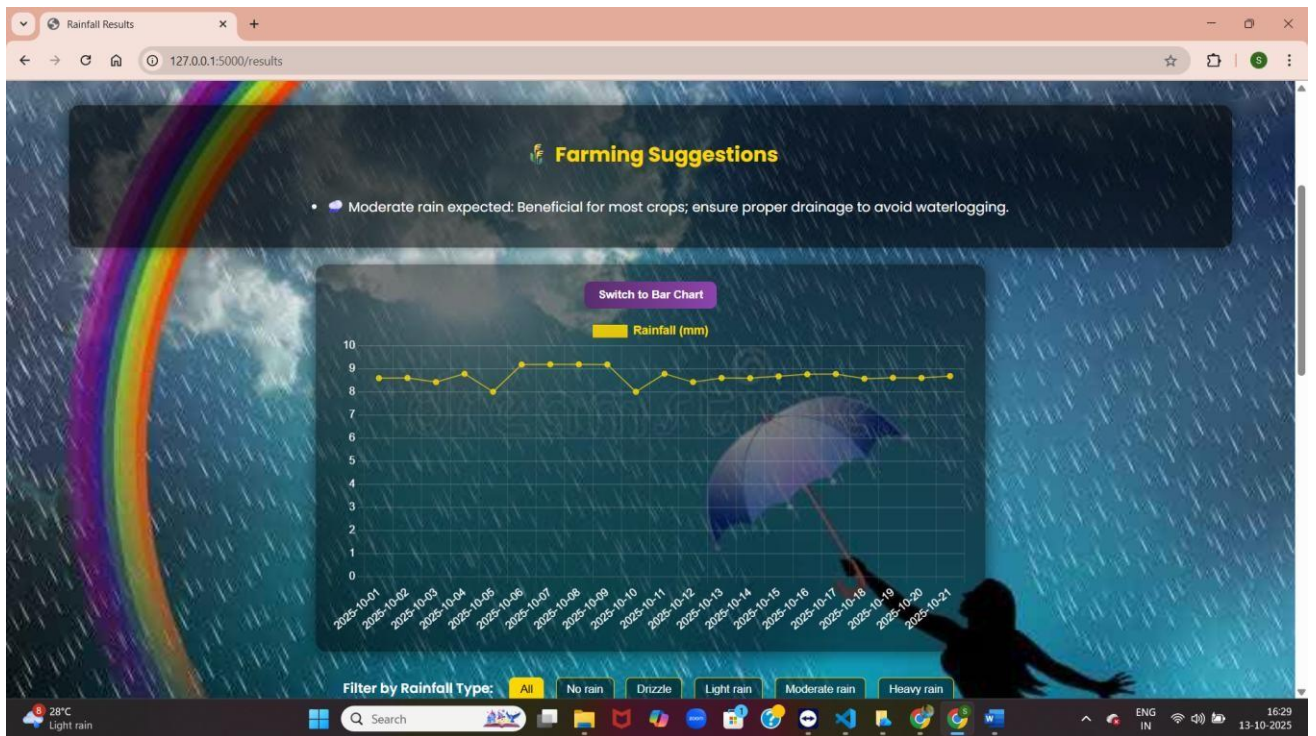 Rainfall Results
127.0.0.1:5000/results
S
Farming Suggestions
• Moderate rain expected: Beneficial for most crops; ensure proper drainage to avoid waterlogging.
Switch to Bar Chart
Rainfall (mm)
10
9
8
7
6
5
4
3
2
1
0
2025-10-01
2025-10-02
2025-10-03
2025-10-04
2025-10-05
2025-10-06
2025-10-07
2025-10-08
2025-10-09
2025-10-10
2025-10-11
2025-10-12
2025-10-13
2025-10-14
2025-10-15
2025-10-16
2025-10-17
2025-10-18
2025-10-19
2025-10-20
2025-10-21
Filter by Rainfall Type: All No rain Drizzle Light rain Moderate rain Heavy rain
8
28°C
Light rain
Search
zoom
1
ENG
IN
16:29
13-10-2025